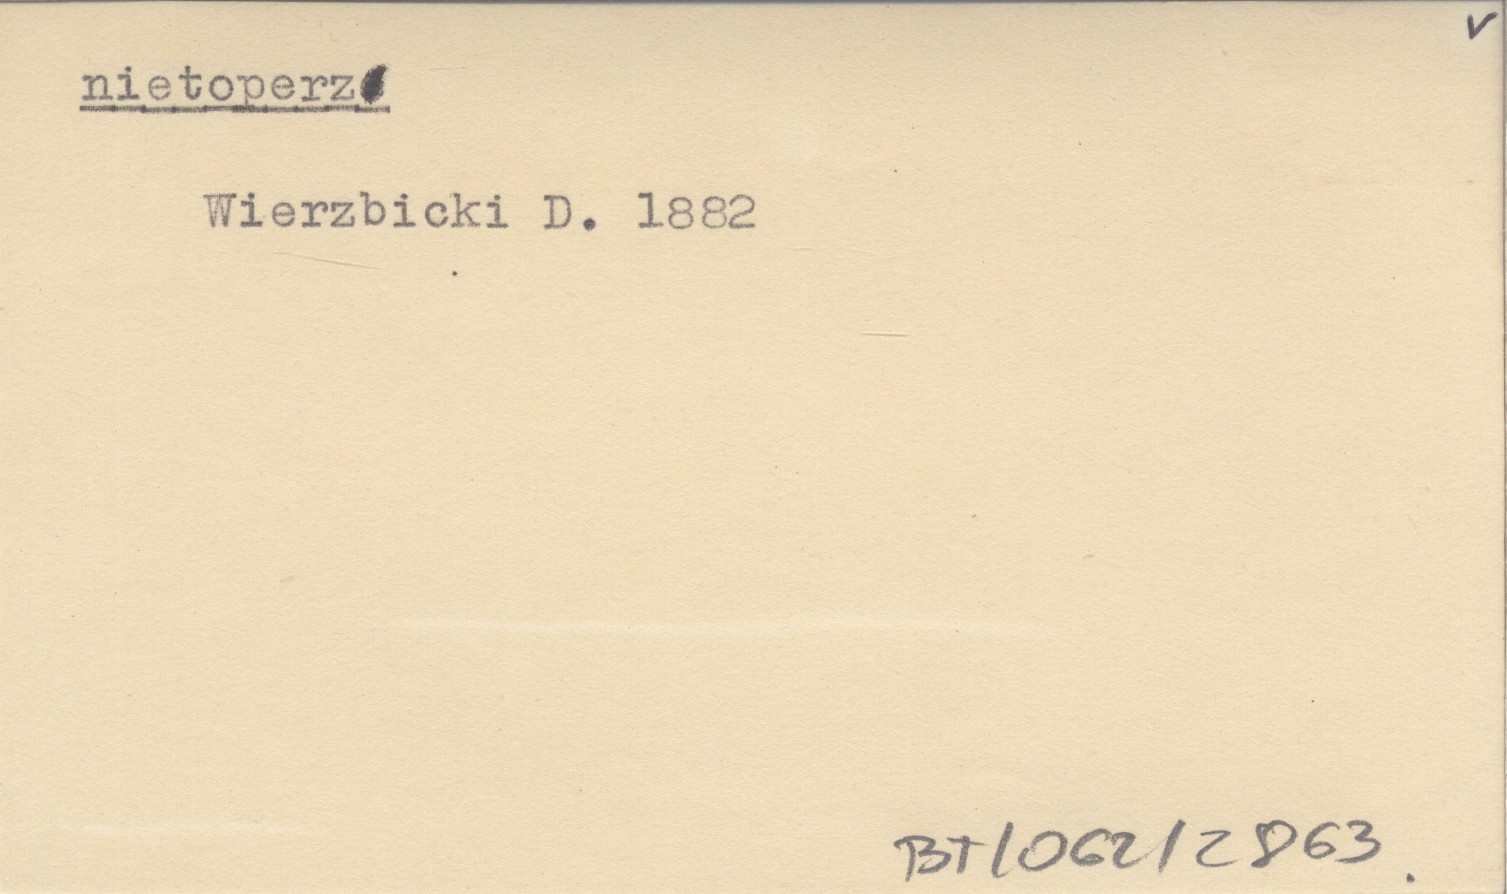 nietoperz
Wierzbicki D. 1882
BT/062/2863